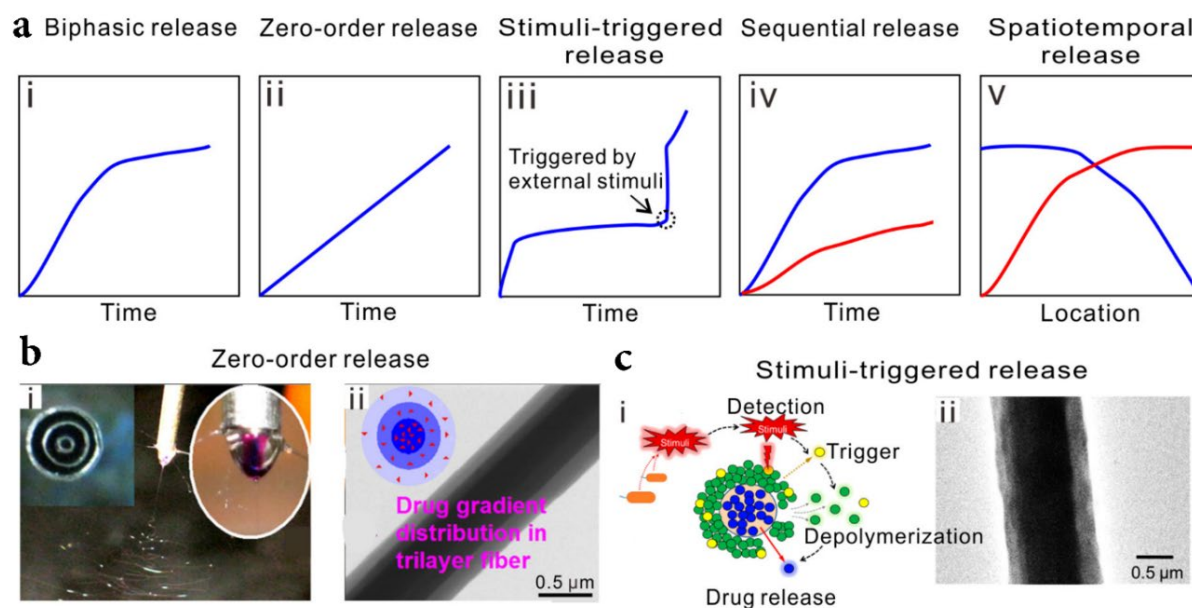 a
Biphasic release
Zero-order release
Stimuli-triggered
release
Sequential release
Spatiotemporal
release
i
ii
iii
iv
v
Triggered by
external stimuli
Time
Time
Time
Time
Location
b
Zero-order release
i
ii
Drug gradient
distribution in
trilayer fiber
0.5 μm
c
Stimuli-triggered release
i
Detection
Stimuli
Stimuli
Trigger
Depolymerization
Drug release
ii
0.5 μm